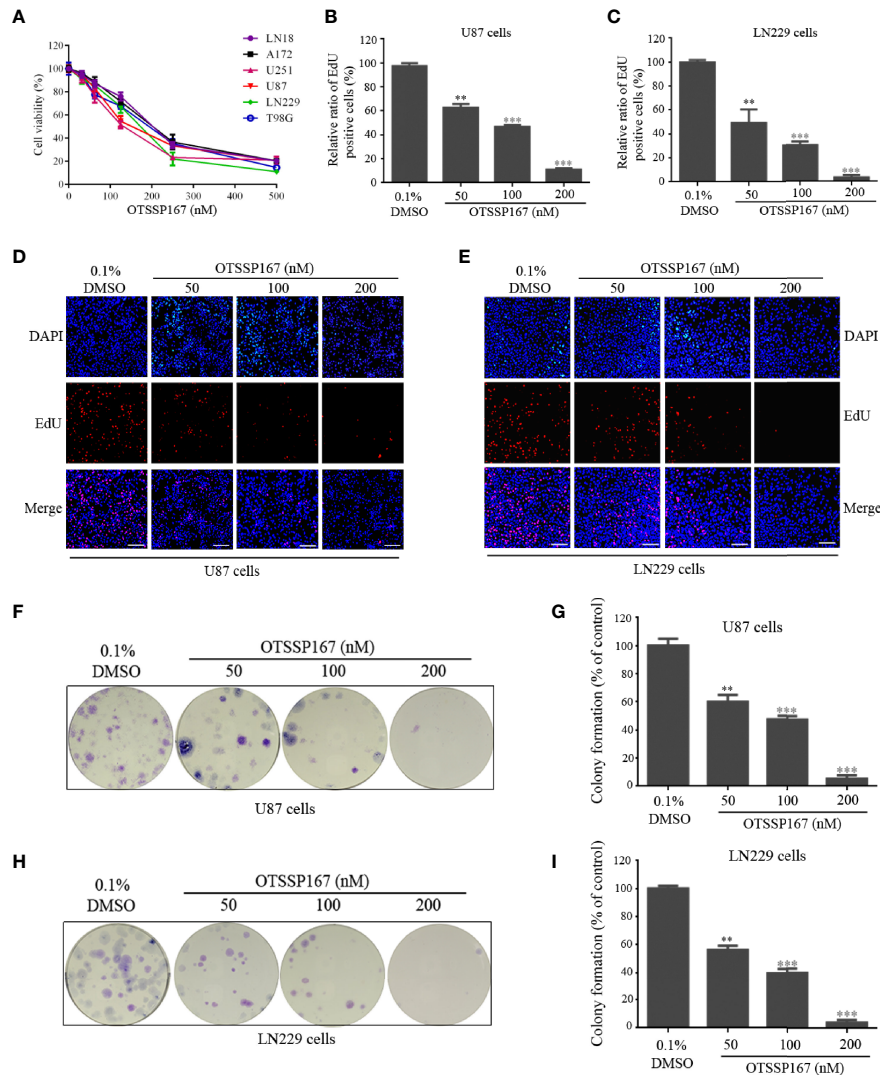 A
Cell viability (%)
120
100
80
60
40
20
0
0
100
200
300
400
500
OTSSP167 (nM)
LN18
A172
U251
U87
LN229
T98G
B
U87 cells
Relative ratio of EdU
positive cells (%)
120
100
80
60
40
20
0
**
***
***
0.1%
DMSO
50
100
200
OTSSP167 (nM)
C
LN229 cells
Relative ratio of EdU
positive cells (%)
120
100
80
60
40
20
0
**
***
***
0.1%
DMSO
50
100
200
OTSSP167 (nM)
D
0.1%
DMSO
OTSSP167 (nM)
50
100
200
DAPI
EdU
Merge
U87 cells
E
0.1%
DMSO
OTSSP167 (nM)
50
100
200
DAPI
EdU
Merge
LN229 cells
F
0.1%
DMSO
OTSSP167 (nM)
50
100
200
U87 cells
G
U87 cells
Colony formation (% of control)
120
100
80
60
40
20
0
**
***
***
0.1%
DMSO
50
100
200
OTSSP167 (nM)
H
0.1%
DMSO
OTSSP167 (nM)
50
100
200
LN229 cells
I
LN229 cells
Colony formation (% of control)
120
100
80
60
40
20
0
**
***
***
0.1%
DMSO
50
100
200
OTSSP167 (nM)